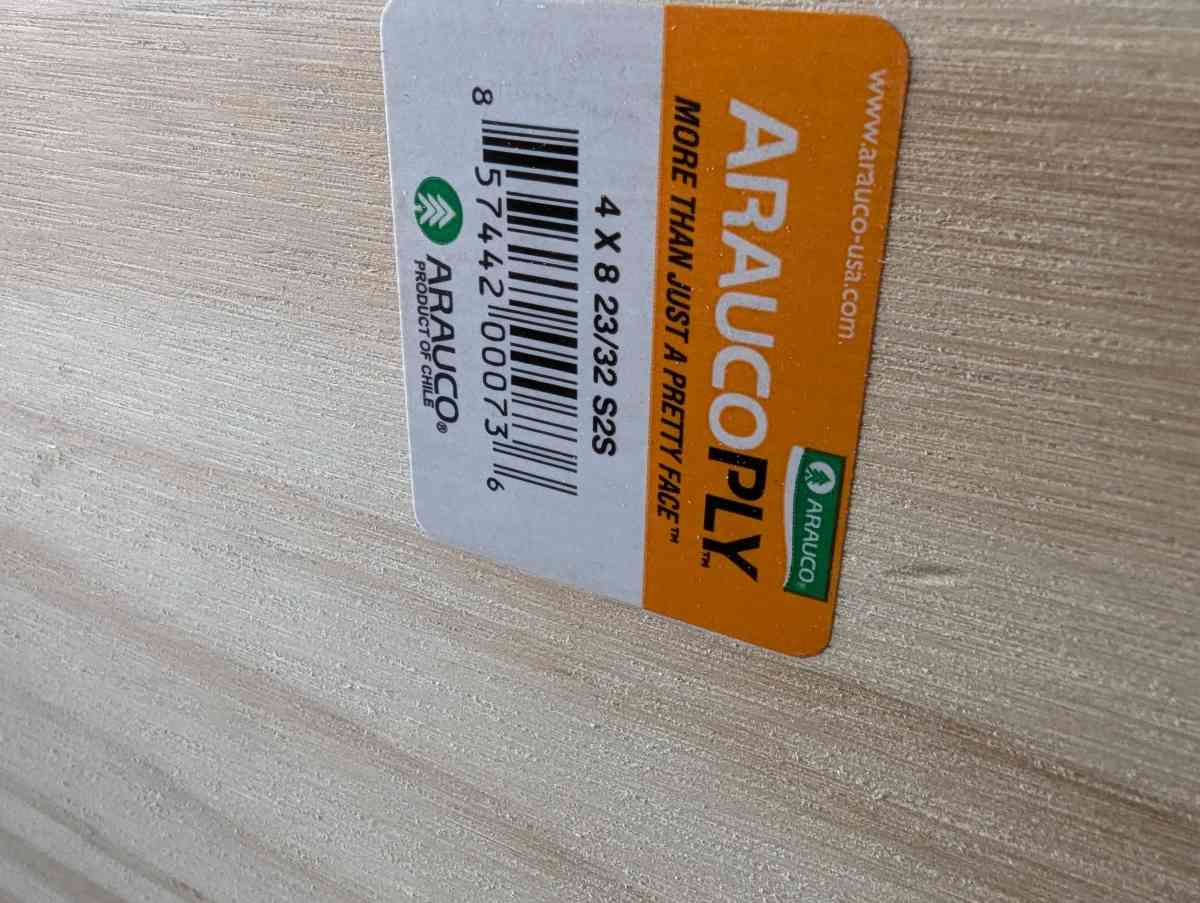 www.arauco-usa.com
ARAUCO®
ARAUCOPLY™
MORE THAN JUST A PRETTY FACE™
4 X 8 23/32 S2S
8 57442 00073 6
ARAUCO®
PRODUCT OF CHILE